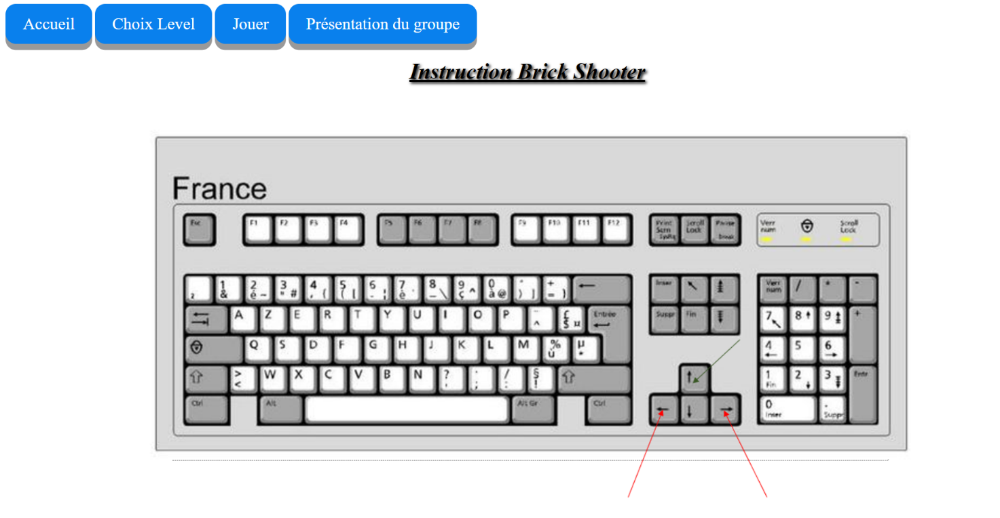 Accueil Choix Level Jouer Présentation du groupe
Instruction Brick Shooter
France
Esc F1 F2 F3 F4 F5 F6 F7 F8 F9 F10 F11 F12 Print Scrn SysRq Scroll Lock Pause Break Verr num Scroll Lock
2 1 & 2 é ~ 3 " # 4 ' { 5 ( [ 6 - ¦ 7 è ` 8 _ \ 9 ç ^ 0 à @ ° ) ] + = } ← Inser ↖ Verr num / * -
A Z E R T Y U I O P ¨ ^ £ $ ¤ Entrée Suppr Fin 7 8 9 +
Q S D F G H J K L M % ù µ * 4 5 6
> < W X C V B N ? , . ; / : § ! ↑ 1 Fin 2 3 Entr
Ctrl Alt Alt Gr Ctrl ← ↓ → 0 Inser . Suppr